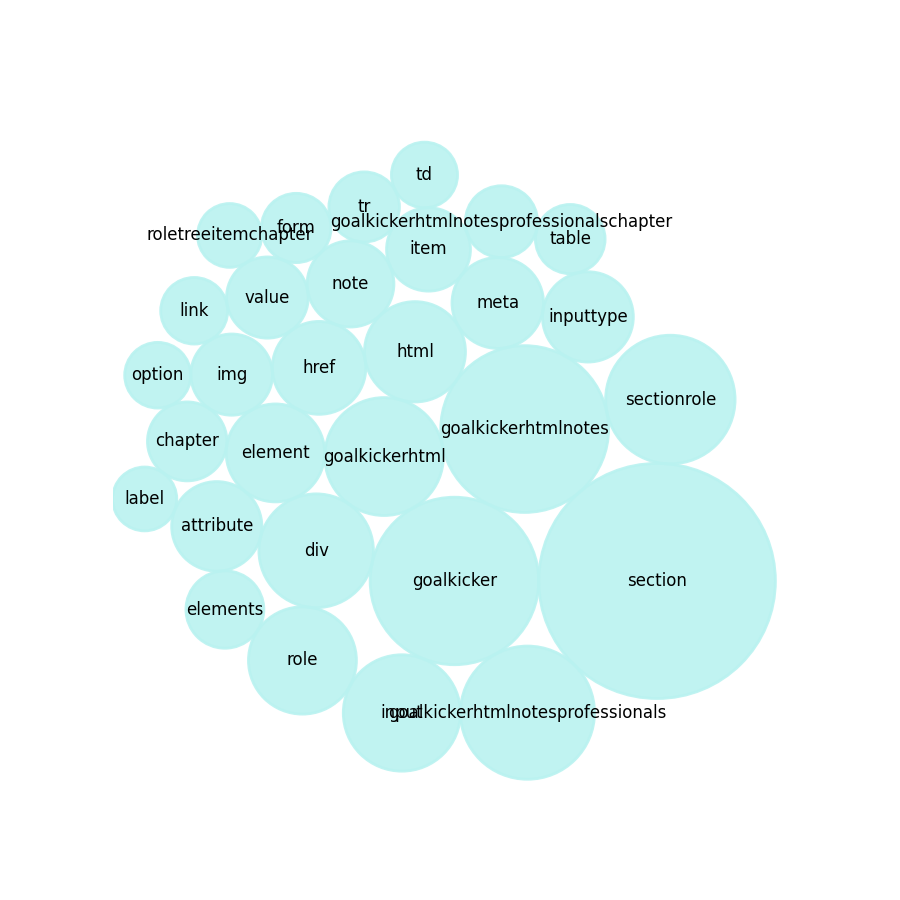 td
tr
goalkickerhtmlnotesprofessionalschapter
form
roletreeitemchapter
table
item
note
value
meta
link
inputtype
html
href
option
img
sectionrole
goalkickerhtmlnotes
chapter
element
goalkickerhtml
label
attribute
div
goalkicker
section
elements
role
input
goalkickerhtmlnotesprofessionals